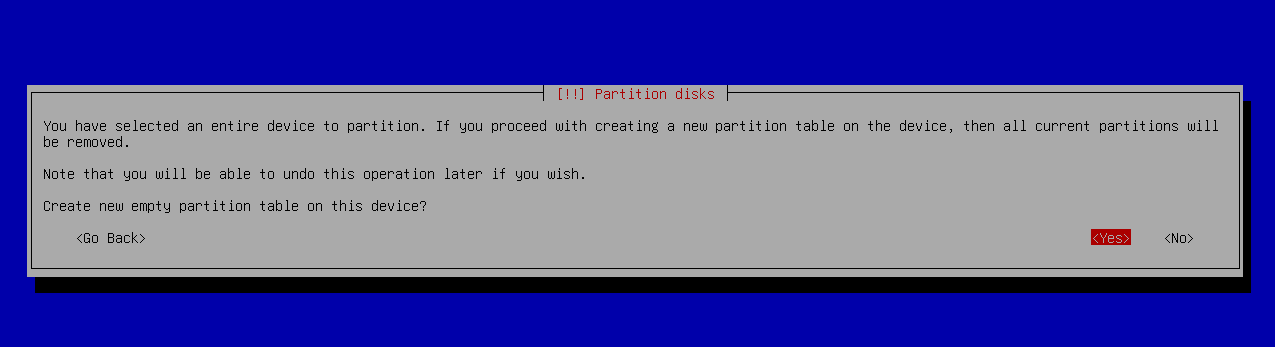 [!!] Partition disks
You have selected an entire device to partition. If you proceed with creating a new partition table on the device, then all current partitions will
be removed.
Note that you will be able to undo this operation later if you wish.
Create new empty partition table on this device?
<Go Back> <Yes> <No>